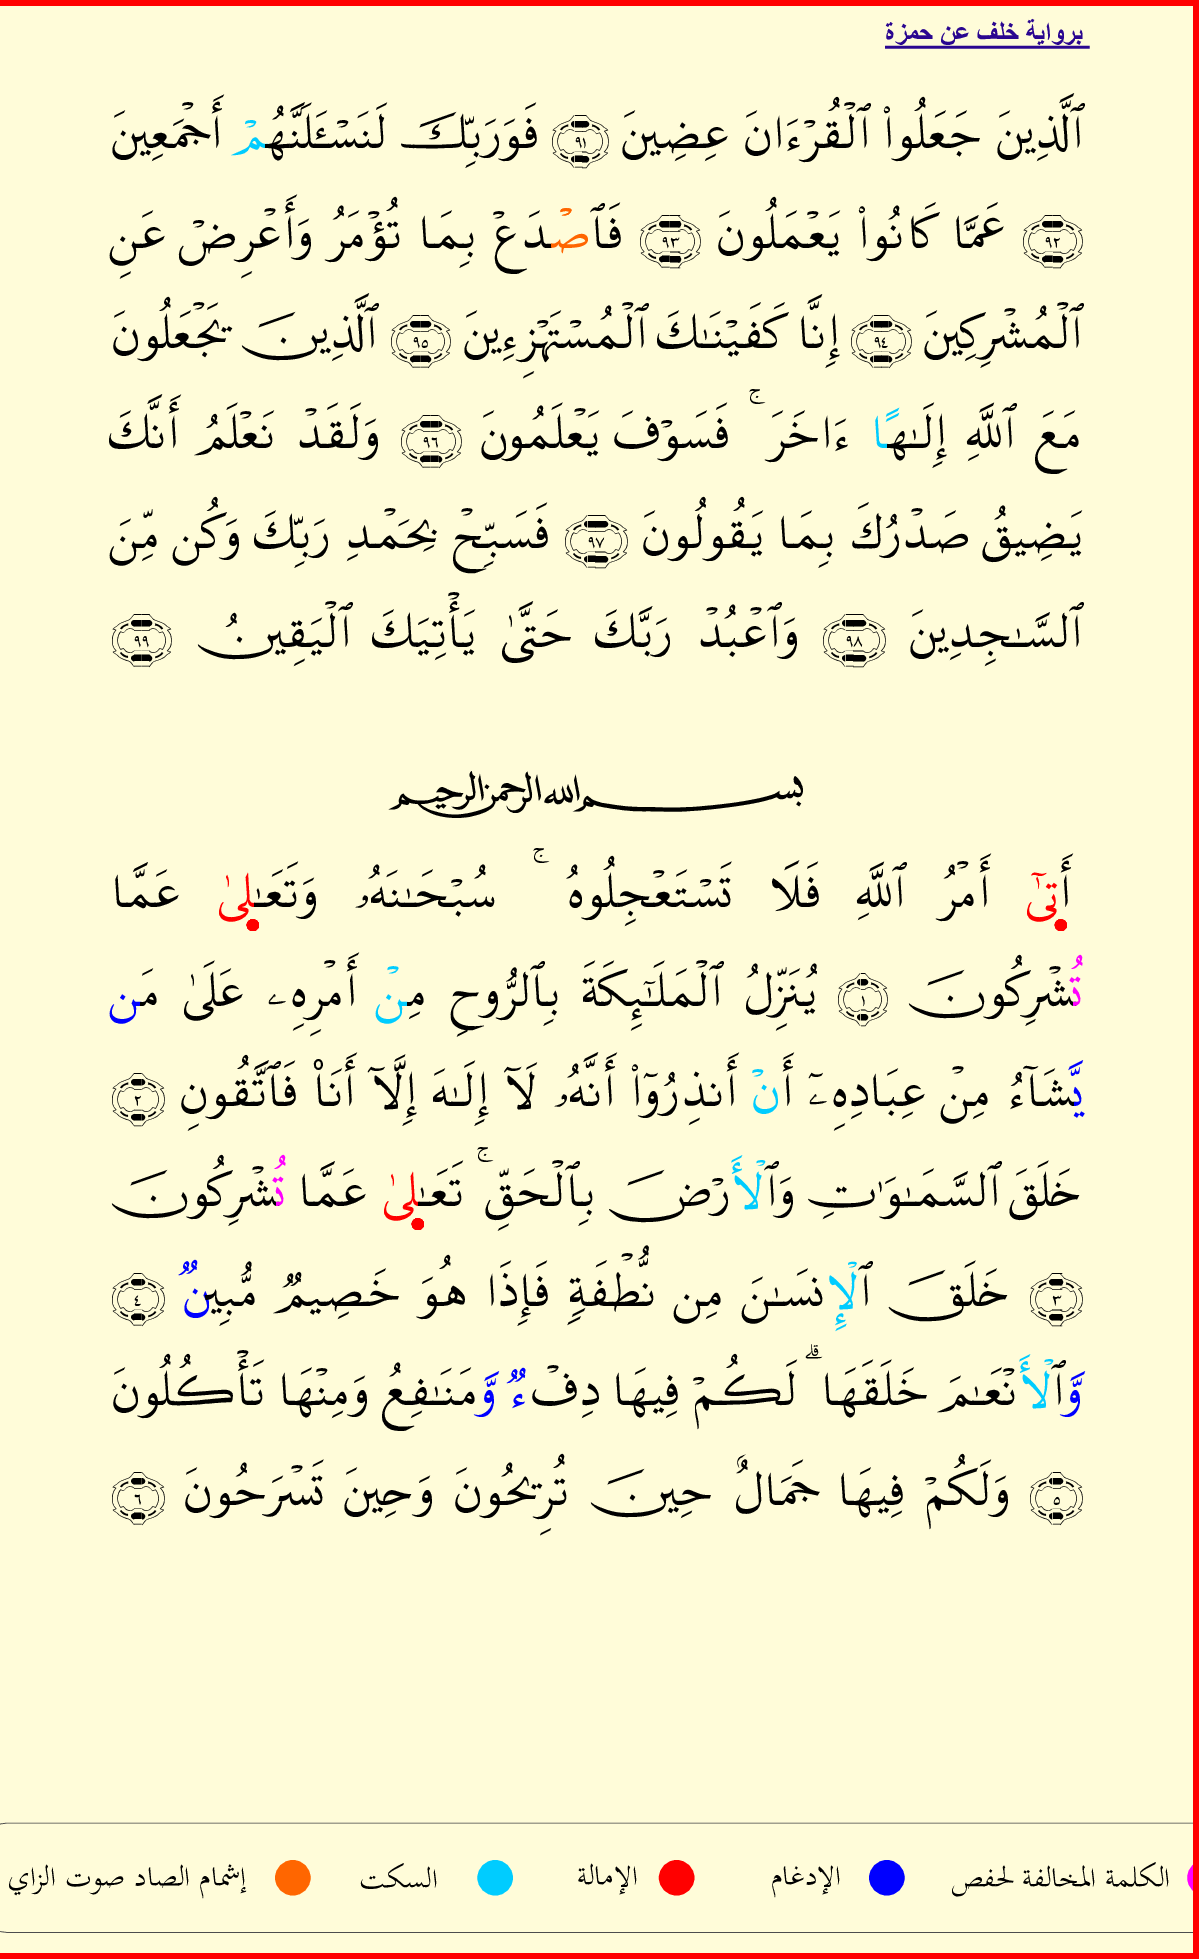 برواية خلف عن حمزة
ٱلَّذِينَ جَعَلُوا۟ ٱلْقُرْءَانَ عِضِينَ ٩١ فَوَرَبِّكَ لَنَسْـَٔلَنَّهُمْ أَجْمَعِينَ
٩٢ عَمَّا كَانُوا۟ يَعْمَلُونَ ٩٣ فَٱصْدَعْ بِمَا تُؤْمَرُ وَأَعْرِضْ عَنِ
ٱلْمُشْرِكِينَ ٩٤ إِنَّا كَفَيْنَـٰكَ ٱلْمُسْتَهْزِءِينَ ٩٥ ٱلَّذِينَ يَجْعَلُونَ
مَعَ ٱللَّهِ إِلَـٰهًا ءَاخَرَ ۚ فَسَوْفَ يَعْلَمُونَ ٩٦ وَلَقَدْ نَعْلَمُ أَنَّكَ
يَضِيقُ صَدْرُكَ بِمَا يَقُولُونَ ٩٧ فَسَبِّحْ بِحَمْدِ رَبِّكَ وَكُن مِّنَ
ٱلسَّـٰجِدِينَ ٩٨ وَٱعْبُدْ رَبَّكَ حَتَّىٰ يَأْتِيَكَ ٱلْيَقِينُ ٩٩
بسم الله الرحمن الرحيم
أَتىٰٓ أَمْرُ ٱللَّهِ فَلَا تَسْتَعْجِلُوهُ ۚ سُبْحَـٰنَهُۥ وَتَعَـٰلىٰ عَمَّا
تُشْرِكُونَ ١ يُنَزِّلُ ٱلْمَلَـٰٓئِكَةَ بِٱلرُّوحِ مِنْ أَمْرِهِۦ عَلَىٰ مَن
يَّشَآءُ مِنْ عِبَادِهِۦٓ أَنْ أَنذِرُوٓا۟ أَنَّهُۥ لَآ إِلَـٰهَ إِلَّآ أَنَا۠ فَٱتَّقُونِ ٢
خَلَقَ ٱلسَّمَـٰوَٰتِ وَٱلْأَرْضَ بِٱلْحَقِّ ۚ تَعَـٰلىٰ عَمَّا تُشْرِكُونَ
٣ خَلَقَ ٱلْإِنسَـٰنَ مِن نُّطْفَةٍ فَإِذَا هُوَ خَصِيمٌ مُّبِينٌ ٤
وَّٱلْأَنْعَـٰمَ خَلَقَهَا ۗ لَكُمْ فِيهَا دِفْءٌ وَّمَنَـٰفِعُ وَمِنْهَا تَأْكُلُونَ
٥ وَلَكُمْ فِيهَا جَمَالٌ حِينَ تُرِيحُونَ وَحِينَ تَسْرَحُونَ ٦
الكلمة المخالفة لحفص الإدغام الإمالة السكت إشمام الصاد صوت الزاي